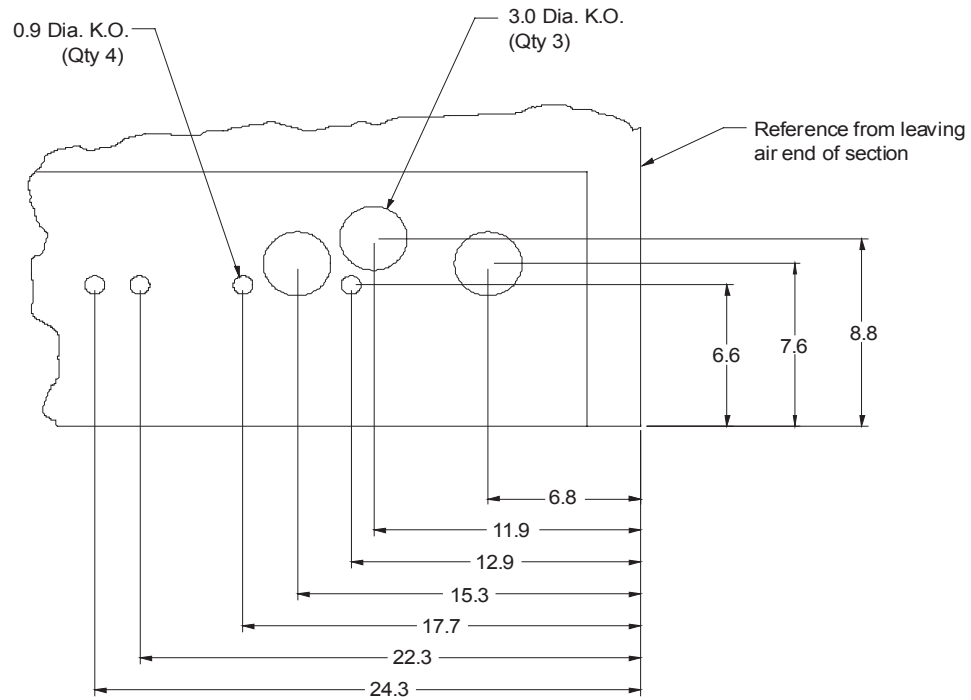 0.9 Dia. K.O.
(Qty 4)
3.0 Dia. K.O.
(Qty 3)
Reference from leaving
air end of section
6.6
7.6
8.8
6.8
11.9
12.9
15.3
17.7
22.3
24.3